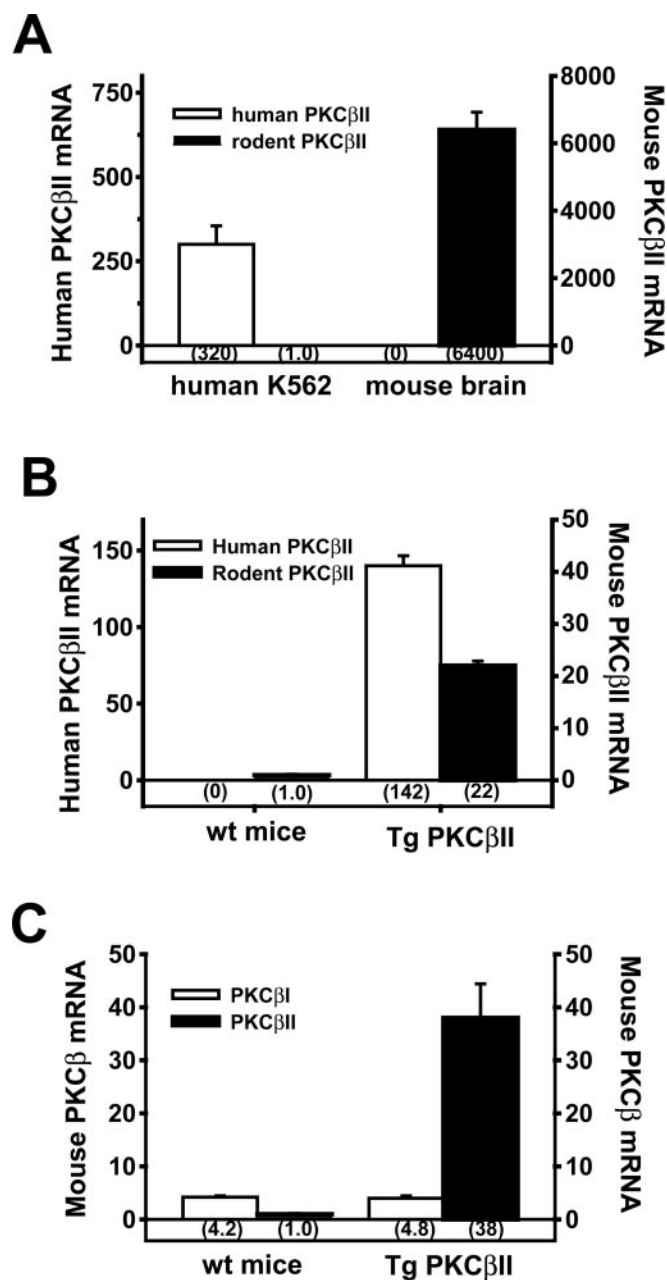 A
Human PKCβII mRNA
750
500
250
0
human PKCβII
rodent PKCβII
8000
6000
4000
2000
0
Mouse PKCβII mRNA
(320) (1.0) (0) (6400)
human K562 mouse brain
B
Human PKCβII mRNA
150
100
50
0
Human PKCβII
Rodent PKCβII
50
40
30
20
10
0
Mouse PKCβII mRNA
(0) (1.0) (142) (22)
wt mice Tg PKCβII
C
Mouse PKCβ mRNA
50
40
30
20
10
0
PKCβI
PKCβII
50
40
30
20
10
0
Mouse PKCβ mRNA
(4.2) (1.0) (4.8) (38)
wt mice Tg PKCβII